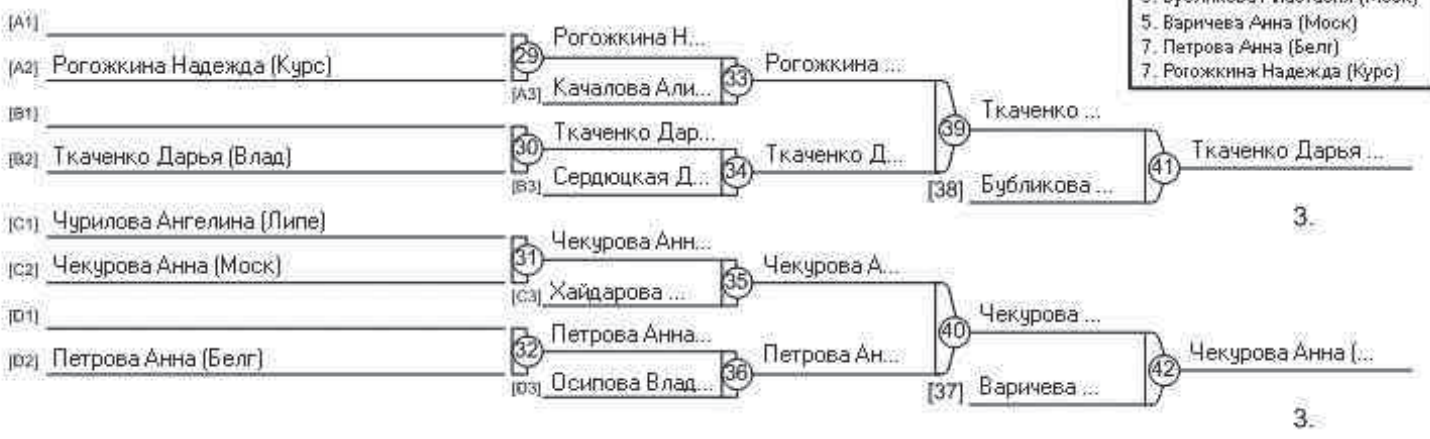 5. Варичева Анна (Моск)
7. Петрова Анна (Белг)
7. Рогожкина Надежда (Курс)
[A1]
[A2] Рогожкина Надежда (Курс)
29
Рогожкина Н...
[A3] Качалова Али...
33
Рогожкина ...
[B1]
[B2] Ткаченко Дарья (Влад)
30
Ткаченко Дар...
[B3] Сердюцкая Д...
34
Ткаченко Д...
39
Ткаченко ...
[38] Бубликова ...
41
Ткаченко Дарья ...
3.
[C1] Чурилова Ангелина (Липе)
[C2] Чекурова Анна (Моск)
31
Чекурова Анн...
[C3] Хайдарова ...
35
Чекурова А...
[D1]
[D2] Петрова Анна (Белг)
32
Петрова Анна...
[D3] Осипова Влад...
36
Петрова Ан...
40
Чекурова ...
[37] Варичева ...
42
Чекурова Анна (...
3.